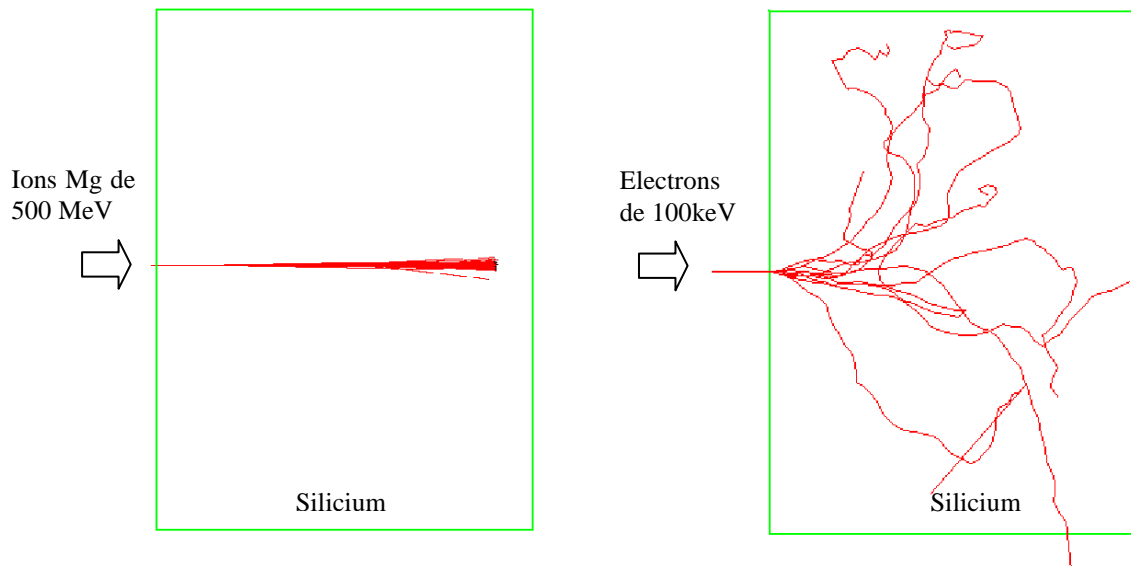 Ions Mg de
500 MeV
Silicium
Electrons
de 100keV
Silicium